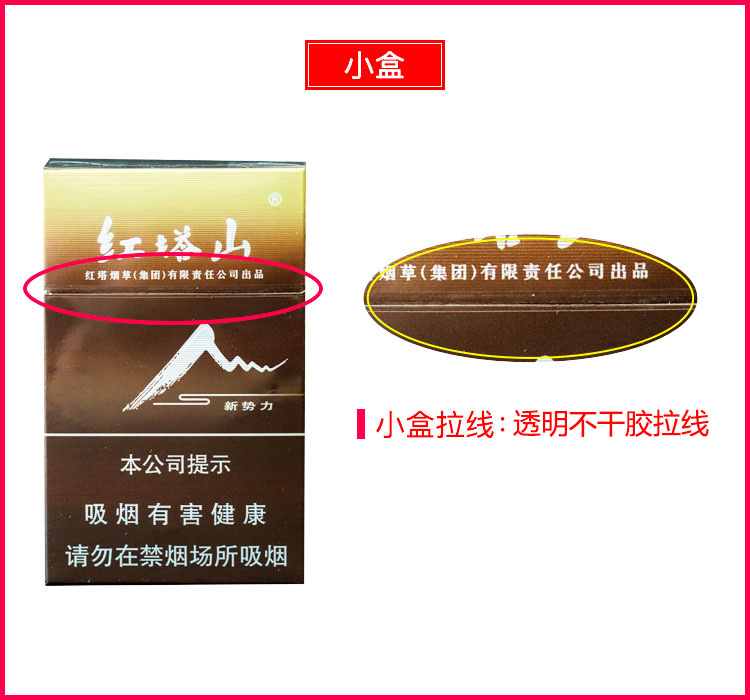 小盒
®
红塔山
红塔烟草(集团)有限责任公司出品
新势力
本公司提示
吸烟有害健康
请勿在禁烟场所吸烟
烟草(集团)有限责任公司出品
小盒拉线:透明不干胶拉线